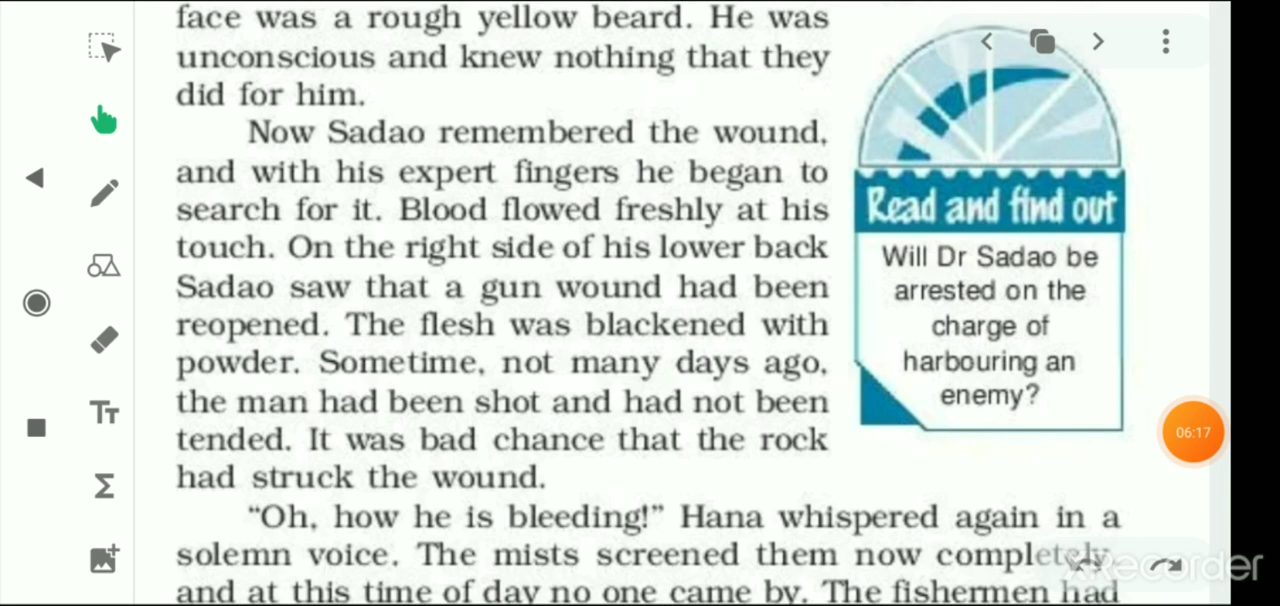 face was a rough yellow beard. He was
unconscious and knew nothing that they
did for him.
Now Sadao remembered the wound,
and with his expert fingers he began to
search for it. Blood flowed freshly at his
touch. On the right side of his lower back
Sadao saw that a gun wound had been
reopened. The flesh was blackened with
powder. Sometime, not many days ago,
the man had been shot and had not been
tended. It was bad chance that the rock
had struck the wound.
"Oh, how he is bleeding!" Hana whispered again in a
solemn voice. The mists screened them now completely,
and at this time of day no one came by. The fishermen had
Read and find out
Will Dr Sadao be
arrested on the
charge of
harbouring an
enemy?
TT
Σ
06:17
XRecorder